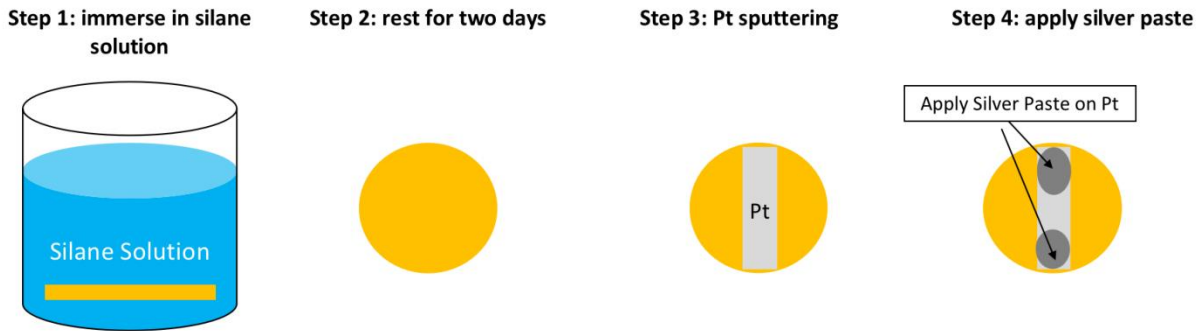 Step 1: immerse in silane
solution
Step 2: rest for two days
Step 3: Pt sputtering
Step 4: apply silver paste
Apply Silver Paste on Pt
Silane Solution
Pt